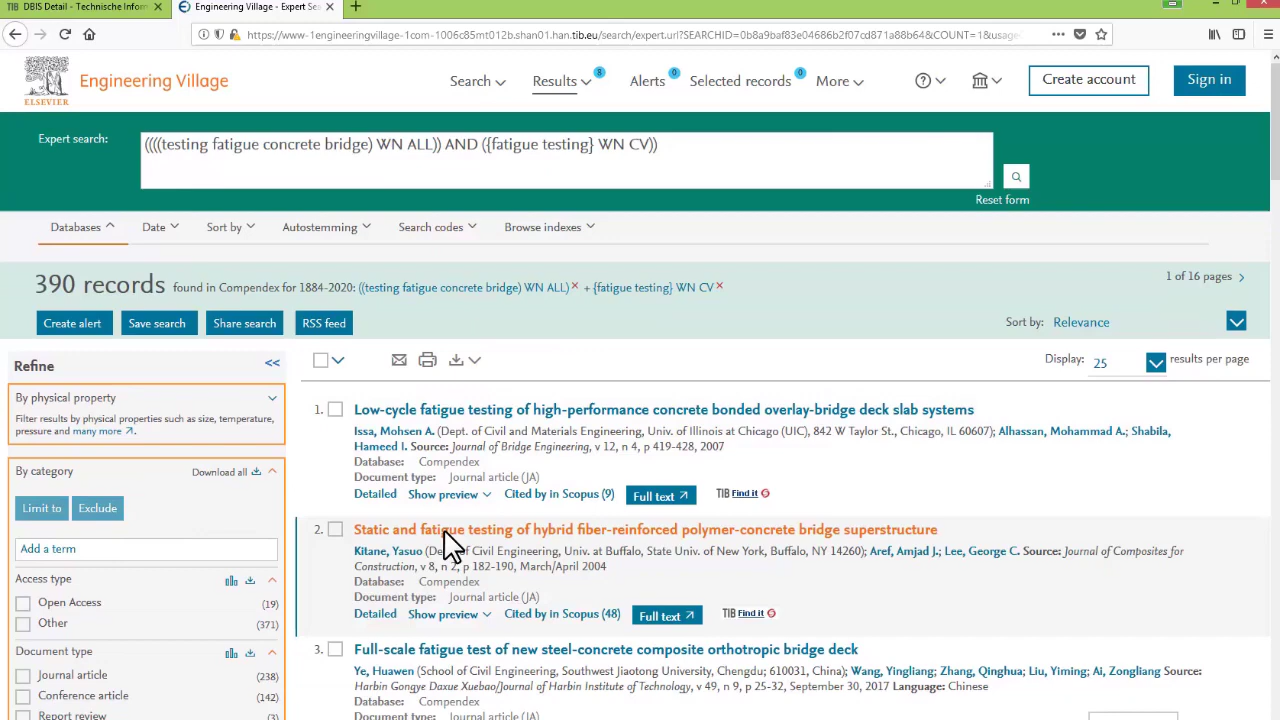 TIB DBIS Detail - Technische Inform
Engineering Village - Expert Sea
https://www-1engineeringvillage-1com-1006c85mt012b.shan01.han.tib.eu/search/expert.url?SEARCHID=0b8a9baf83e04686b2f07cd871a88b64&COUNT=1&usage
ELSEVIER
Engineering Village
Search
Results 8
Alerts 0
Selected records 0
More
Create account
Sign in
Expert search:
((((testing fatigue concrete bridge) WN ALL)) AND ({fatigue testing} WN CV))
Reset form
Databases
Date
Sort by
Autostemming
Search codes
Browse indexes
390 records found in Compendex for 1884-2020: ((testing fatigue concrete bridge) WN ALL)× + {fatigue testing} WN CV ×
1 of 16 pages >
Create alert
Save search
Share search
RSS feed
Sort by: Relevance
Refine <<
Display: 25 results per page
By physical property
Filter results by physical properties such as size, temperature,
pressure and many more.
By category Download all
Limit to
Exclude
Add a term
Access type
Open Access (19)
Other (371)
Document type
Journal article (238)
Conference article (142)
Report review (3)
1. Low-cycle fatigue testing of high-performance concrete bonded overlay-bridge deck slab systems
Issa, Mohsen A. (Dept. of Civil and Materials Engineering, Univ. of Illinois at Chicago (UIC), 842 W Taylor St., Chicago, IL 60607); Alhassan, Mohammad A.; Shabila,
Hameed I. Source: Journal of Bridge Engineering, v 12, n 4, p 419-428, 2007
Database: Compendex
Document type: Journal article (JA)
Detailed Show preview Cited by in Scopus (9) Full text TIB Find it
2. Static and fatigue testing of hybrid fiber-reinforced polymer-concrete bridge superstructure
Kitane, Yasuo (Dept. of Civil Engineering, Univ. at Buffalo, State Univ. of New York, Buffalo, NY 14260); Aref, Amjad J.; Lee, George C. Source: Journal of Composites for
Construction, v 8, n 2, p 182-190, March/April 2004
Database: Compendex
Document type: Journal article (JA)
Detailed Show preview Cited by in Scopus (48) Full text TIB Find it
3. Full-scale fatigue test of new steel-concrete composite orthotropic bridge deck
Ye, Huawen (School of Civil Engineering, Southwest Jiaotong University, Chengdu; 610031, China); Wang, Yingliang; Zhang, Qinghua; Liu, Yiming; Ai, Zongliang Source:
Harbin Gongye Daxue Xuebao/Journal of Harbin Institute of Technology, v 49, n 9, p 25-32, September 30, 2017 Language: Chinese
Database: Compendex
Document type: Journal article (JA)